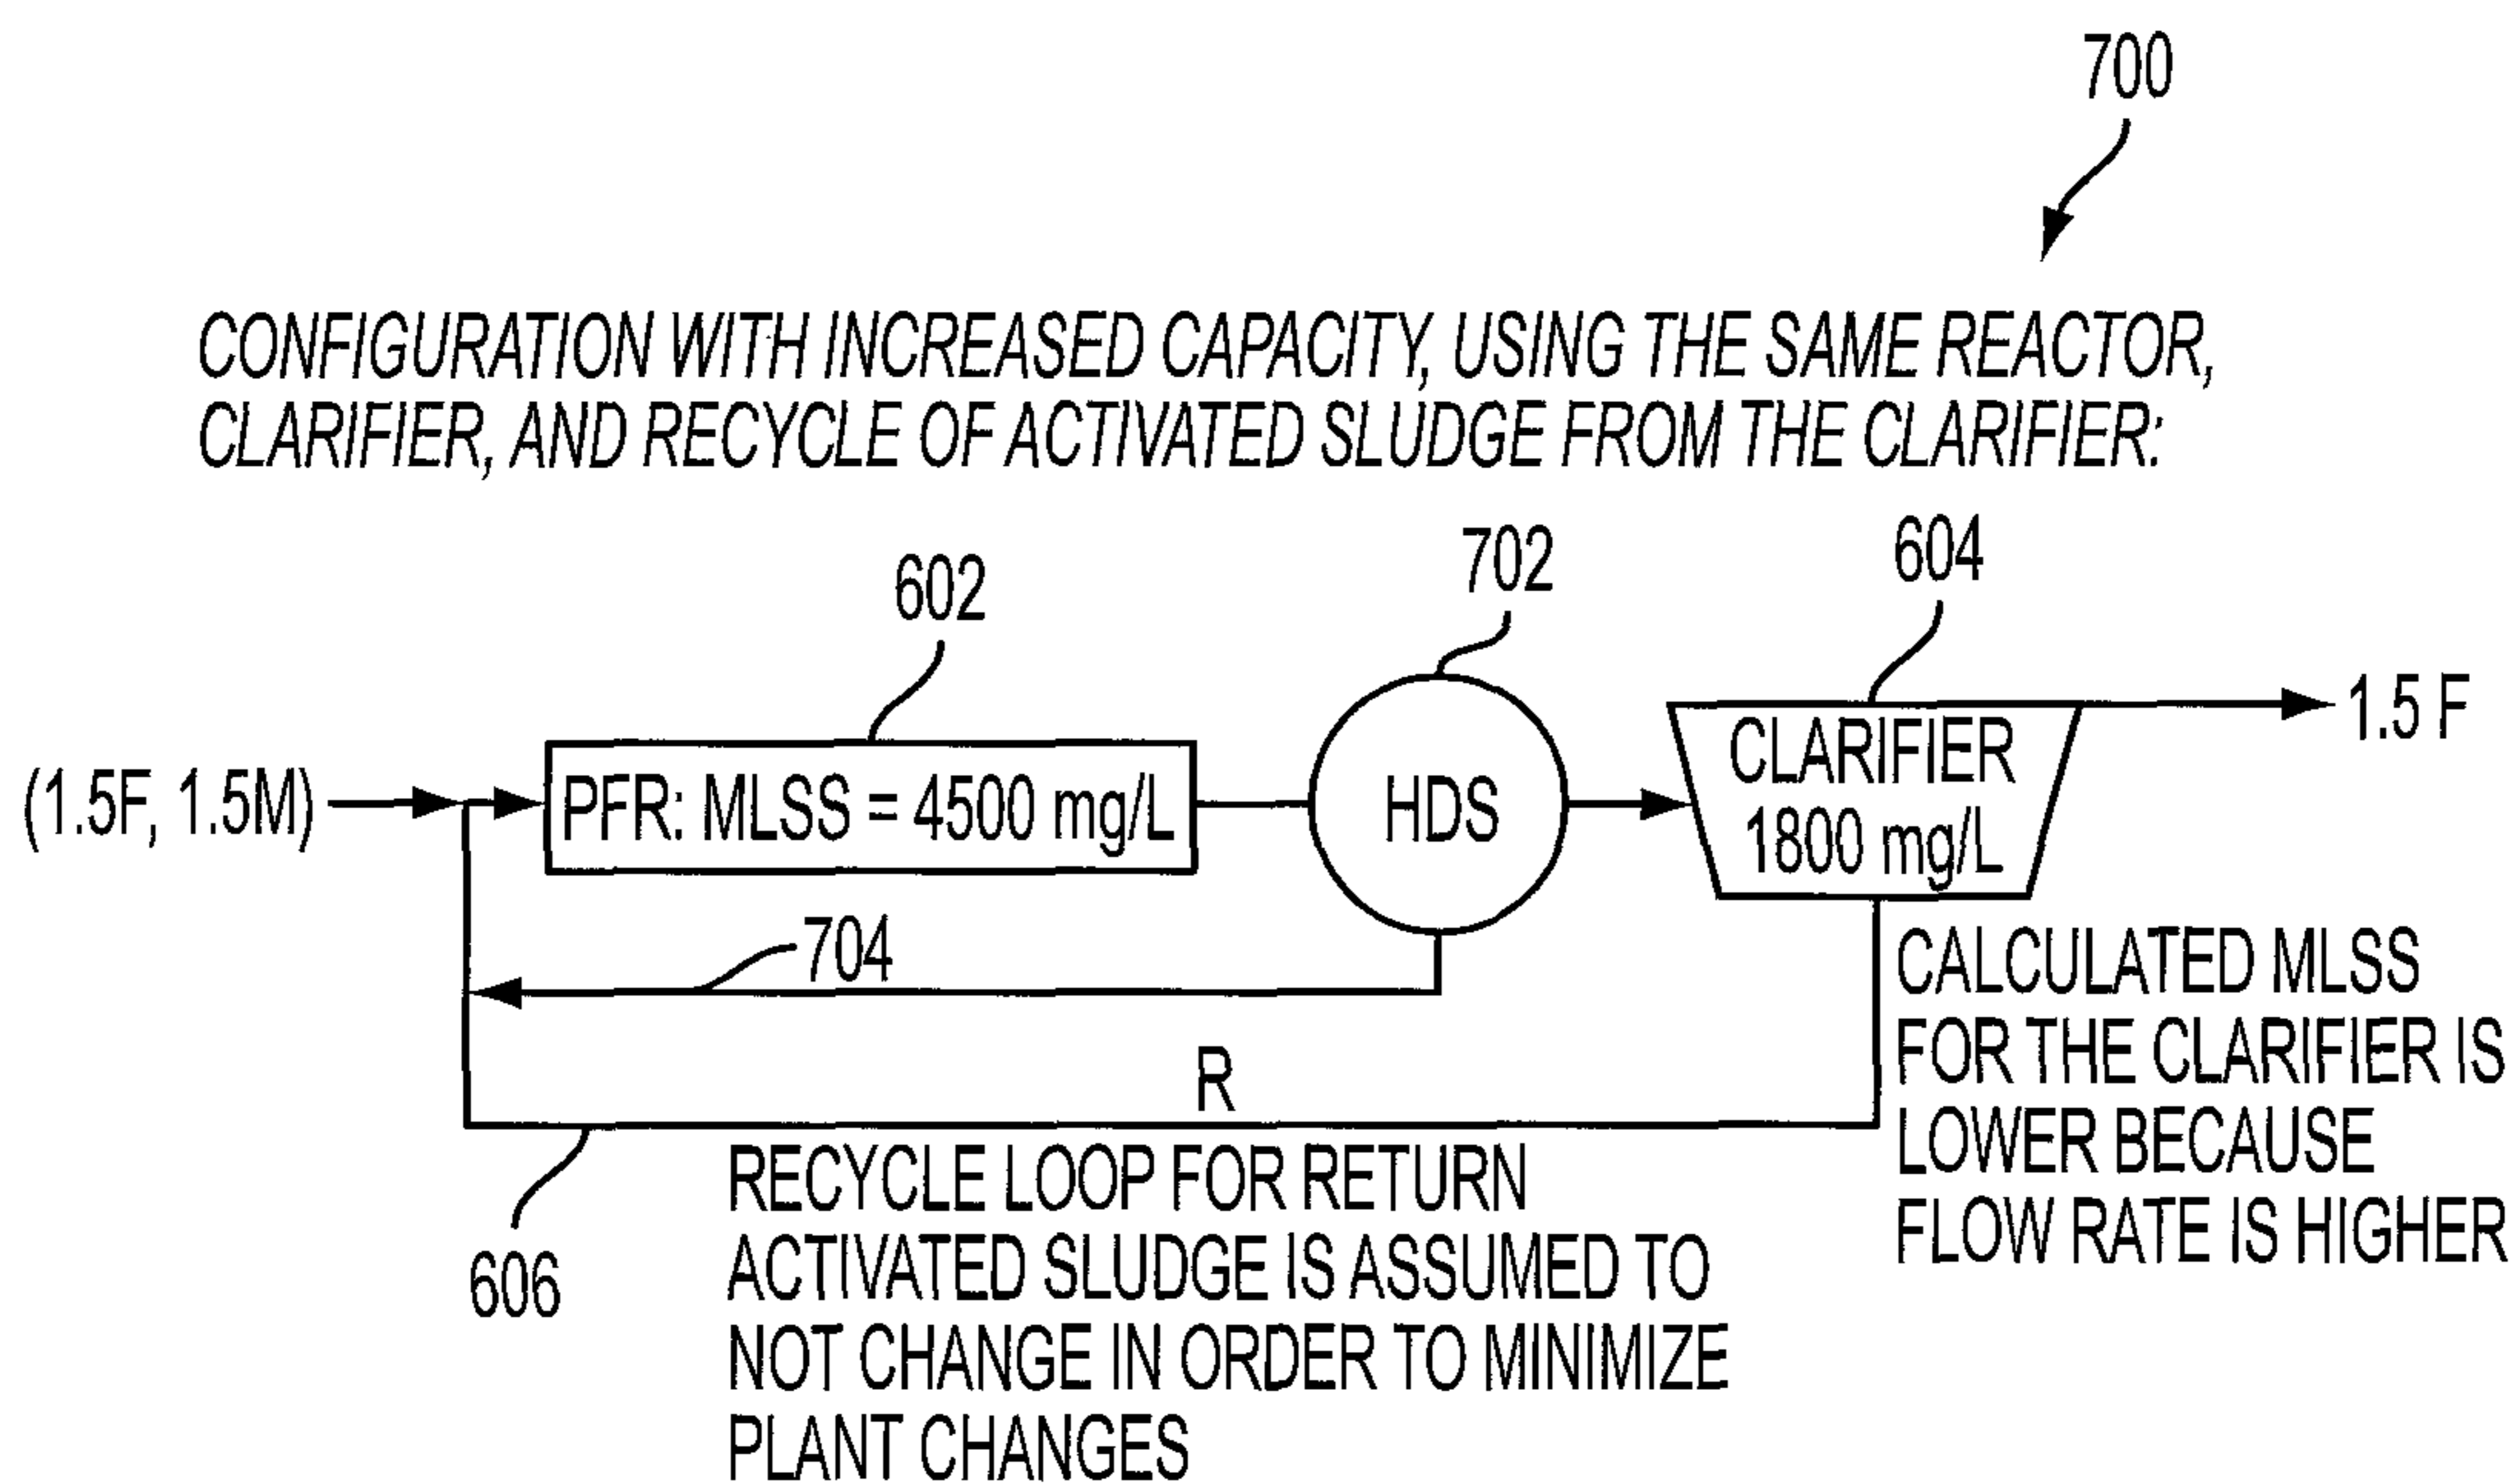 700
CONFIGURATION WITH INCREASED CAPACITY, USING THE SAME REACTOR,
CLARIFIER, AND RECYCLE OF ACTIVATED SLUDGE FROM THE CLARIFIER:
602
702
604
(1.5F, 1.5M)
PFR: MLSS = 4500 mg/L
HDS
CLARIFIER
1800 mg/L
1.5 F
704
R
606
RECYCLE LOOP FOR RETURN
ACTIVATED SLUDGE IS ASSUMED TO
NOT CHANGE IN ORDER TO MINIMIZE
PLANT CHANGES
CALCULATED MLSS
FOR THE CLARIFIER IS
LOWER BECAUSE
FLOW RATE IS HIGHER